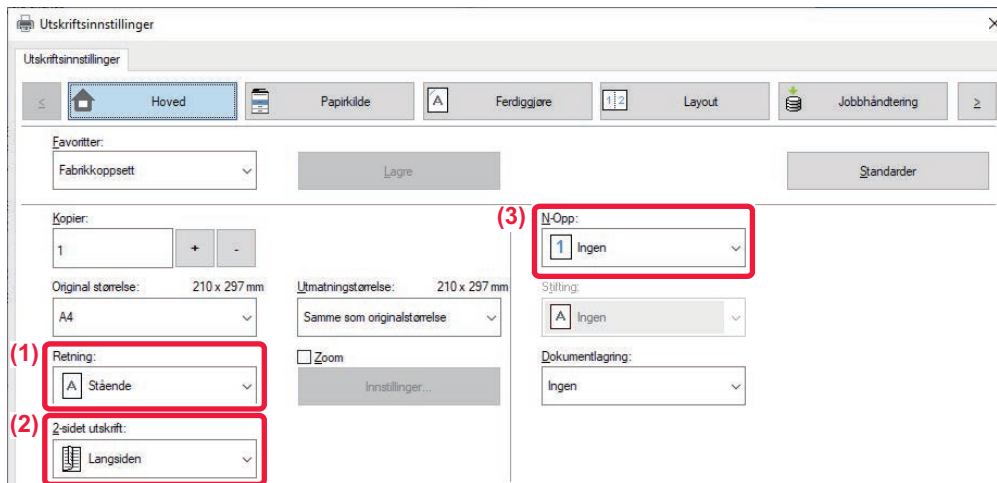 Utskriftsinnstillinger
Utskriftsinnstillinger
< Hoved Papirkilde A Ferdiggjøre 1 2 Layout Jobbhåndtering >
Favoritter:
Fabrikkoppsett Lagre Standarder
Kopier: (3) N-Opp:
1 + - 1 Ingen
Original størrelse: 210 x 297 mm Utmatningstørrelse: 210 x 297 mm Stifting:
A4 Samme som originalstørrelse A Ingen
(1) Retning: Zoom Dokumentlagring:
A Stående Innstillinger... Ingen
(2) 2-sidet utskrift:
Langsiden